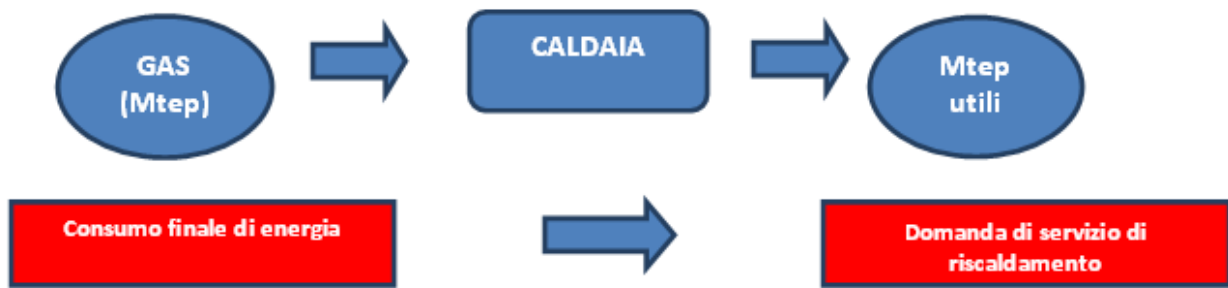 GAS
(Mtep)
CALDAIA
Mtep
utili
Consumo finale di energia
Domanda di servizio di
riscaldamento